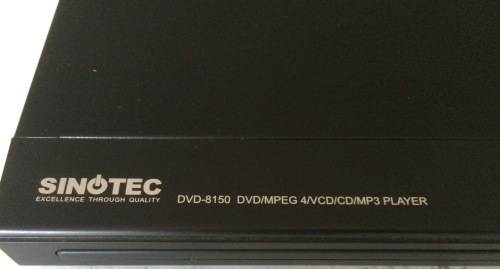 SINOTEC
EXCELLENCE THROUGH QUALITY
DVD-8150 DVD/MPEG 4/VCD/CD/MP3 PLAYER